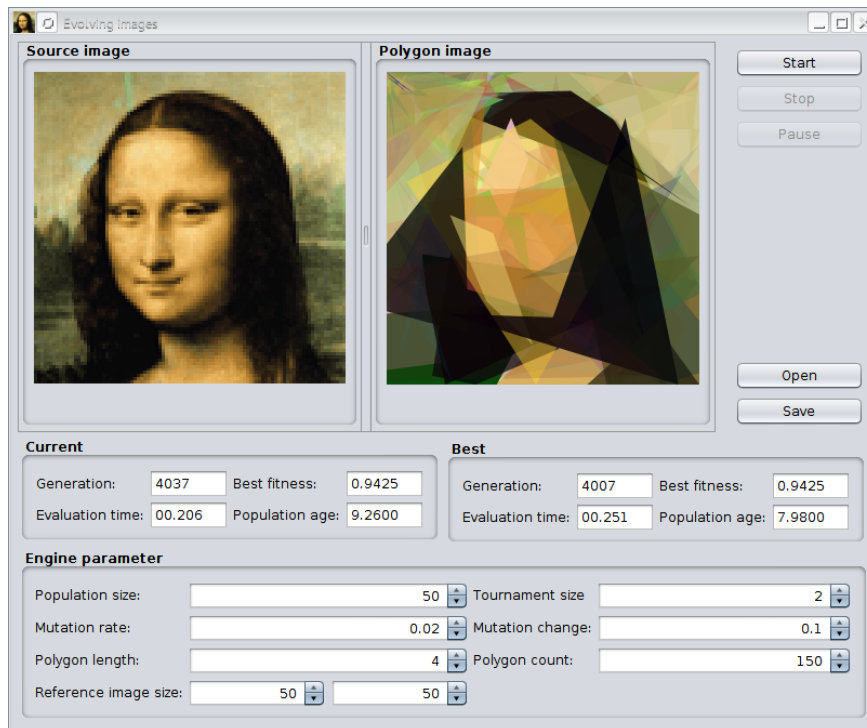 Evolving images
Source image
Polygon image
Start
Stop
Pause
Open
Save
Current
Generation: 4037 Best fitness: 0.9425
Evaluation time: 00.206 Population age: 9.2600
Best
Generation: 4007 Best fitness: 0.9425
Evaluation time: 00.251 Population age: 7.9800
Engine parameter
Population size: 50 Tournament size 2
Mutation rate: 0.02 Mutation change: 0.1
Polygon length: 4 Polygon count: 150
Reference image size: 50 50